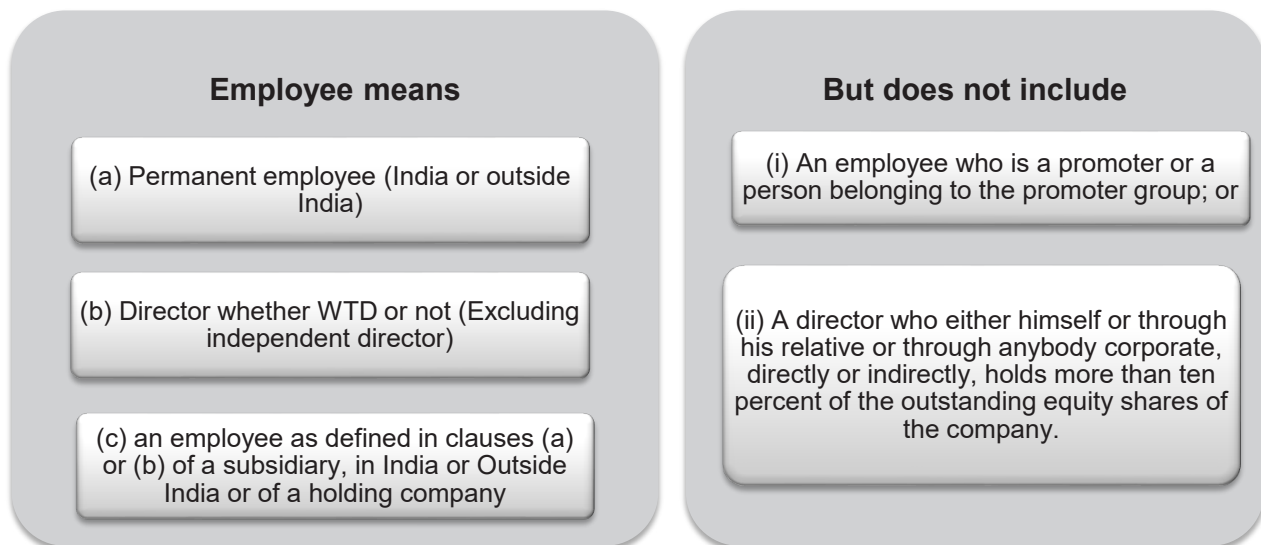 Employee means
(a) Permanent employee (India or outside
India)
(b) Director whether WTD or not (Excluding
independent director)
(c) an employee as defined in clauses (a)
or (b) of a subsidiary, in India or Outside
India or of a holding company
But does not include
(i) An employee who is a promoter or a
person belonging to the promoter group; or
(ii) A director who either himself or through
his relative or through anybody corporate,
directly or indirectly, holds more than ten
percent of the outstanding equity shares of
the company.